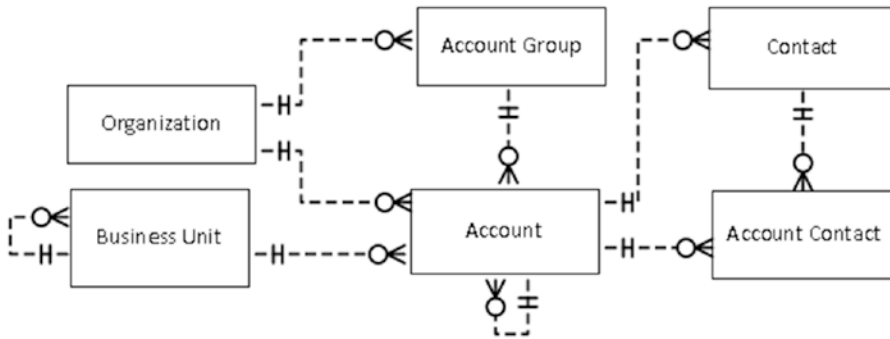 Account Group
Contact
Organization
Business Unit
Account
Account Contact